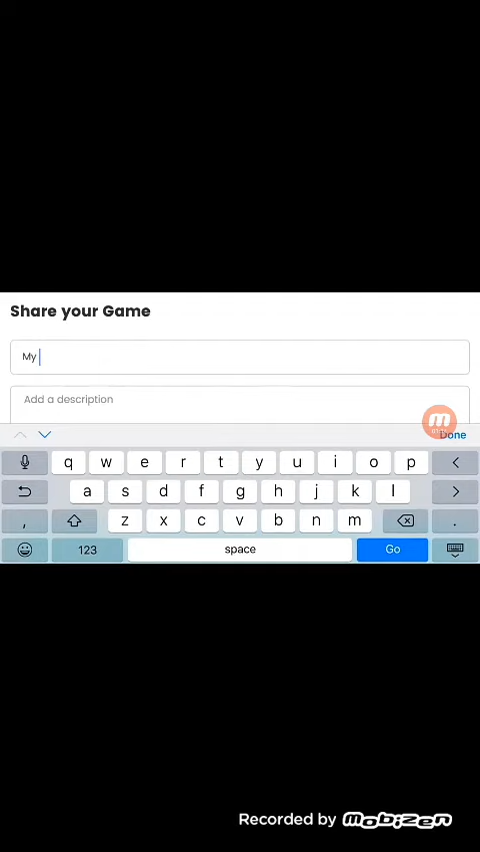 Share your Game
My
Add a description
Done
q w e r t y u i o p
a s d f g h j k l
, z x c v b n m .
123 space Go
Recorded by Mobizen